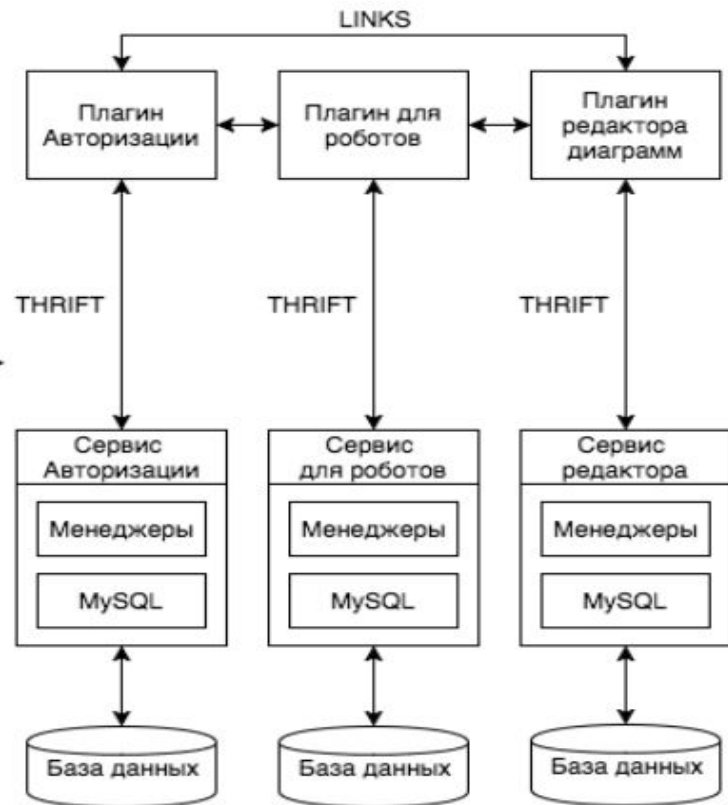 LINKS
Плагин
Авторизации
Плагин для
роботов
Плагин
редактора
диаграмм
THRIFT
THRIFT
THRIFT
Сервис
Авторизации
Менеджеры
MySQL
Сервис
для роботов
Менеджеры
MySQL
Сервис
редактора
Менеджеры
MySQL
База данных
База данных
База данных